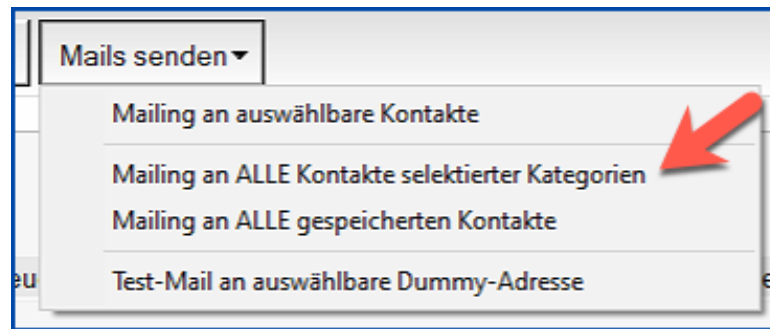 Mails senden
Mailing an auswählbare Kontakte
Mailing an ALLE Kontakte selektierter Kategorien
Mailing an ALLE gespeicherten Kontakte
Test-Mail an auswählbare Dummy-Adresse